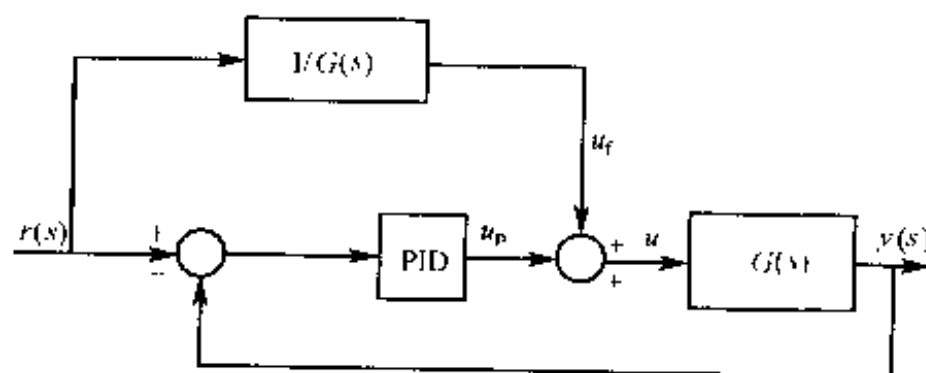 1/G(s)
u_f
r(s)
+
−
PID
u_p
+
+
u
G(s)
y(s)